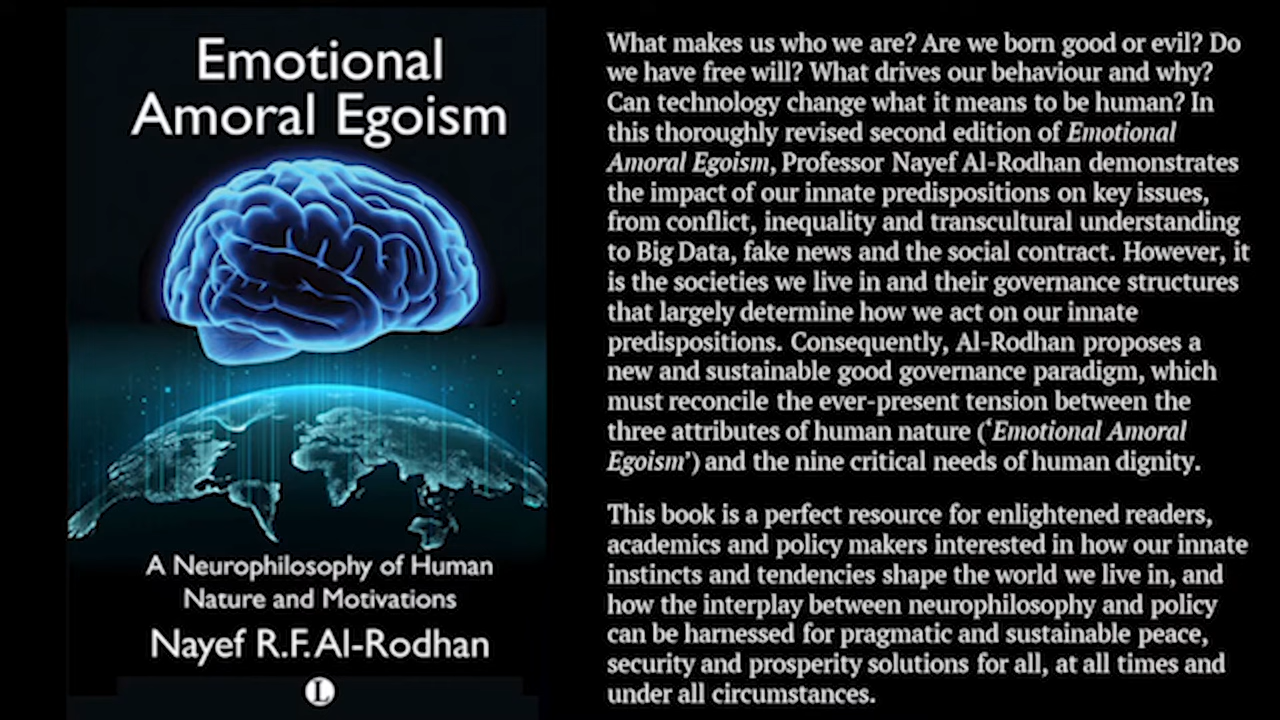 Emotional
Amoral Egoism
A Neurophilosophy of Human
Nature and Motivations
Nayef R.F. Al-Rodhan
L
What makes us who we are? Are we born good or evil? Do
we have free will? What drives our behaviour and why?
Can technology change what it means to be human? In
this thoroughly revised second edition of Emotional
Amoral Egoism, Professor Nayef Al-Rodhan demonstrates
the impact of our innate predispositions on key issues,
from conflict, inequality and transcultural understanding
to Big Data, fake news and the social contract. However, it
is the societies we live in and their governance structures
that largely determine how we act on our innate
predispositions. Consequently, Al-Rodhan proposes a
new and sustainable good governance paradigm, which
must reconcile the ever-present tension between the
three attributes of human nature (‘Emotional Amoral
Egoism’) and the nine critical needs of human dignity.
This book is a perfect resource for enlightened readers,
academics and policy makers interested in how our innate
instincts and tendencies shape the world we live in, and
how the interplay between neurophilosophy and policy
can be harnessed for pragmatic and sustainable peace,
security and prosperity solutions for all, at all times and
under all circumstances.